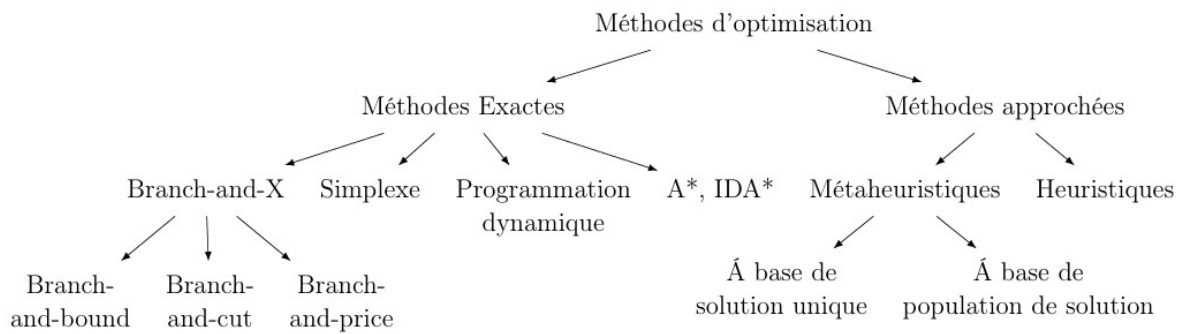 Méthodes d'optimisation
Méthodes Exactes
Méthodes approchées
Branch-and-X
Simplexe
Programmation
dynamique
A*, IDA*
Métaheuristiques
Heuristiques
Branch-
and-bound
Branch-
and-cut
Branch-
and-price
Á base de
solution unique
Á base de
population de solution